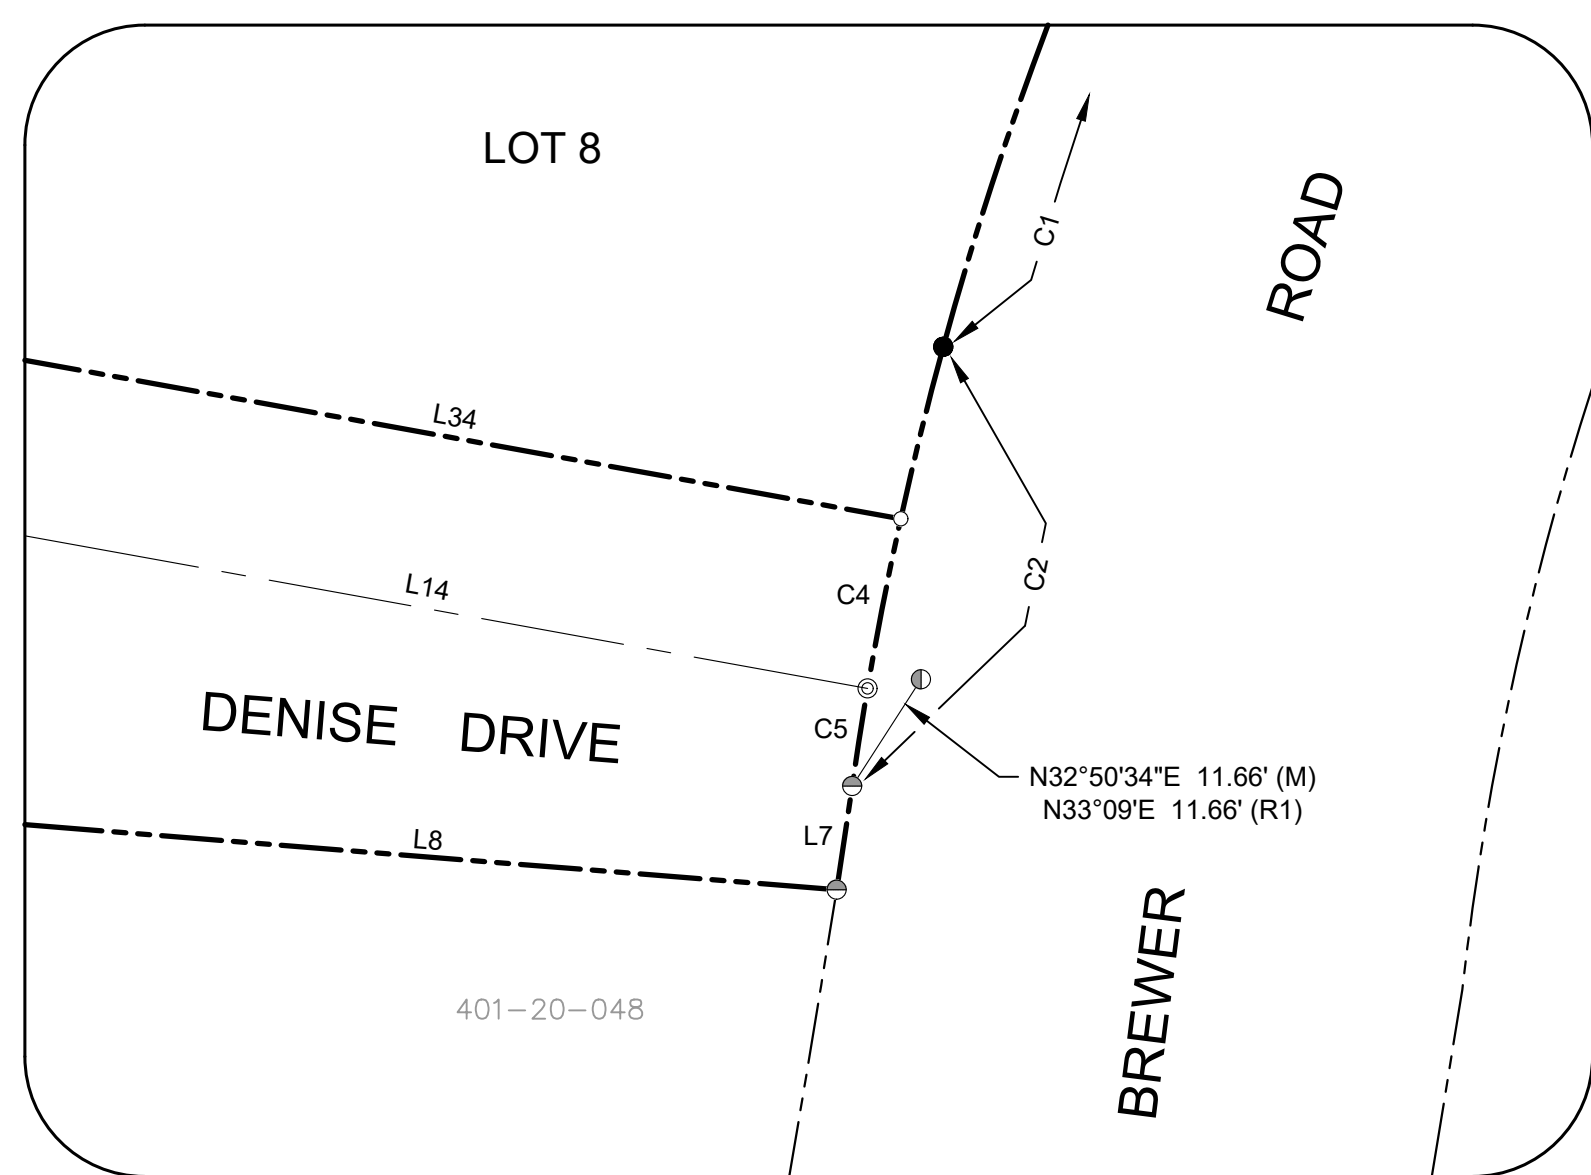 LOT 8
C1
ROAD
L34
C2
L14
C4
DENISE DRIVE
C5
N32°50'34"E 11.66' (M)
N33°09'E 11.66' (R1)
L8
L7
BREWER
401-20-048